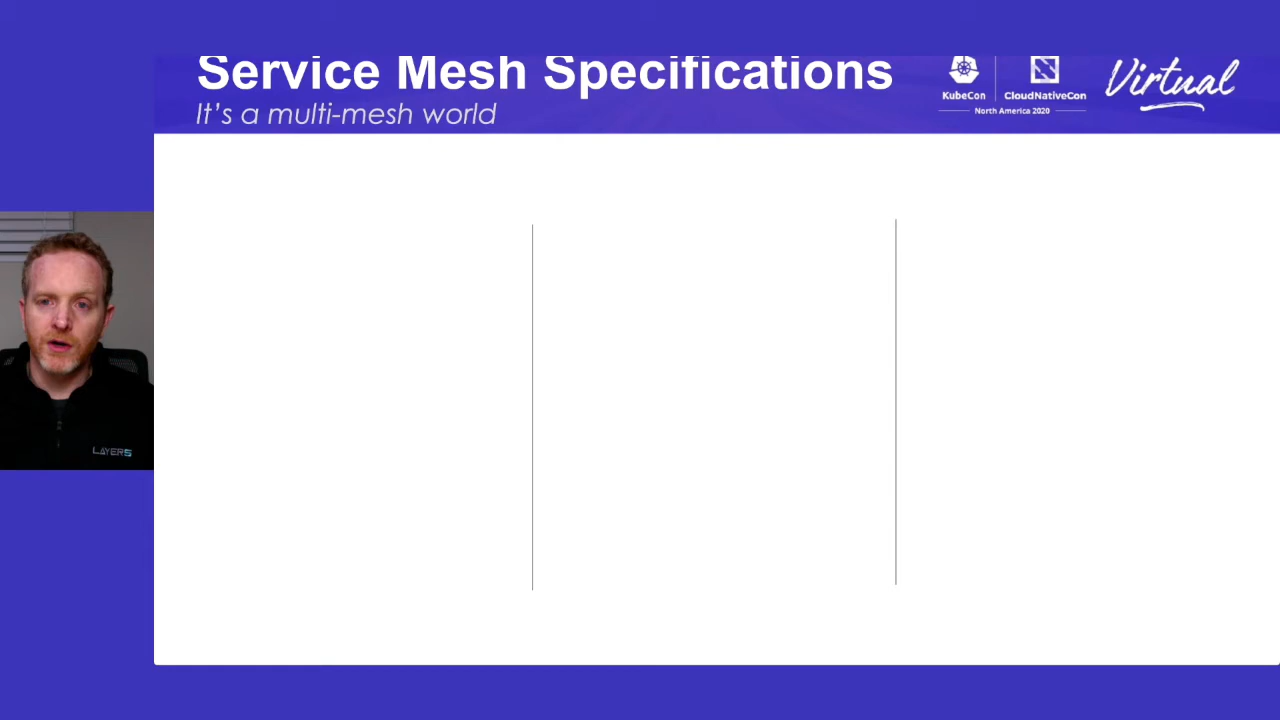 Service Mesh Specifications
It's a multi-mesh world
KubeCon
CloudNativeCon
North America 2020
Virtual
LAYER5